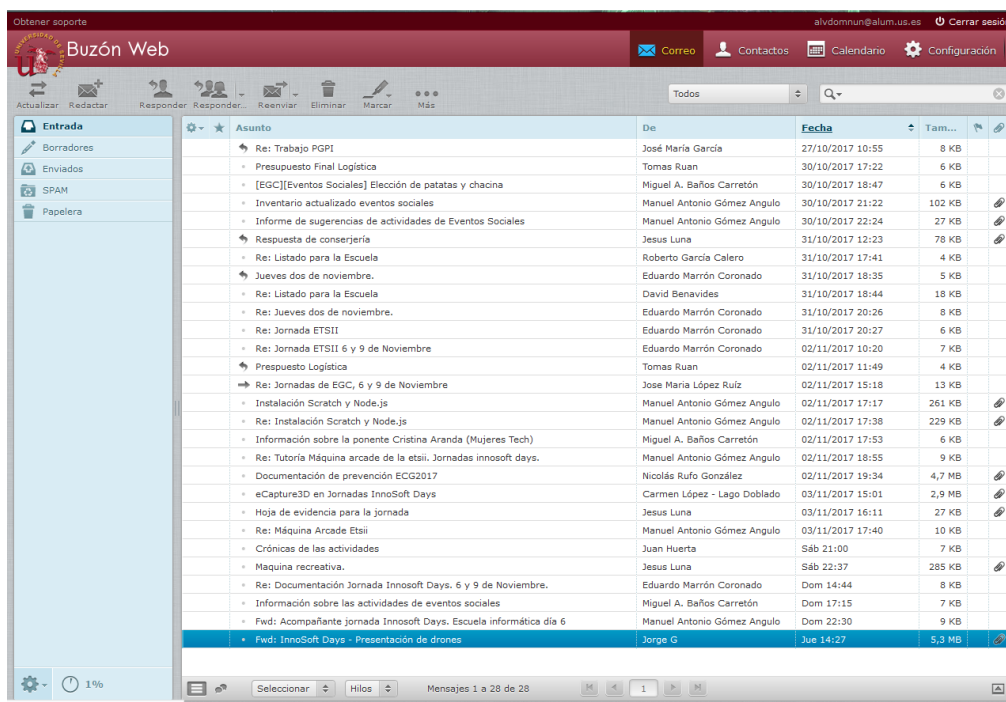 Obtener soporte alvdomnun@alum.us.es Cerrar sesió
UNIVERSIDAD DE SEVILLA
Buzón Web Correo Contactos Calendario Configuración
Actualizar Redactar Responder Responder... Reenviar Eliminar Marcar Más Todos
Entrada Asunto De Fecha Tam...
Borradores
Enviados
SPAM
Papelera
Re: Trabajo PGPI José María García 27/10/2017 10:55 8 KB
Presupuesto Final Logística Tomas Ruan 30/10/2017 17:22 6 KB
[EGC][Eventos Sociales] Elección de patatas y chacina Miguel A. Baños Carretón 30/10/2017 18:47 6 KB
Inventario actualizado eventos sociales Manuel Antonio Gómez Angulo 30/10/2017 21:22 102 KB
Informe de sugerencias de actividades de Eventos Sociales Manuel Antonio Gómez Angulo 30/10/2017 22:24 27 KB
Respuesta de conserjería Jesus Luna 31/10/2017 12:23 78 KB
Re: Listado para la Escuela Roberto García Calero 31/10/2017 17:41 4 KB
Jueves dos de noviembre. Eduardo Marrón Coronado 31/10/2017 18:35 5 KB
Re: Listado para la Escuela David Benavides 31/10/2017 18:44 18 KB
Re: Jueves dos de noviembre. Eduardo Marrón Coronado 31/10/2017 20:26 8 KB
Re: Jornada ETSII Eduardo Marrón Coronado 31/10/2017 20:27 6 KB
Re: Jornada ETSII 6 y 9 de Noviembre Eduardo Marrón Coronado 02/11/2017 10:20 7 KB
Prespuesto Logística Tomas Ruan 02/11/2017 11:49 4 KB
Re: Jornadas de EGC, 6 y 9 de Noviembre Jose Maria López Ruíz 02/11/2017 15:18 13 KB
Instalación Scratch y Node.js Manuel Antonio Gómez Angulo 02/11/2017 17:17 261 KB
Re: Instalación Scratch y Node.js Manuel Antonio Gómez Angulo 02/11/2017 17:38 229 KB
Información sobre la ponente Cristina Aranda (Mujeres Tech) Miguel A. Baños Carretón 02/11/2017 17:53 6 KB
Re: Tutoría Máquina arcade de la etsii. Jornadas innosoft days. Manuel Antonio Gómez Angulo 02/11/2017 18:55 9 KB
Documentación de prevención ECG2017 Nicolás Rufo González 02/11/2017 19:34 4,7 MB
eCapture3D en Jornadas InnoSoft Days Carmen López - Lago Doblado 03/11/2017 15:01 2,9 MB
Hoja de evidencia para la jornada Jesus Luna 03/11/2017 16:11 27 KB
Re: Máquina Arcade Etsii Manuel Antonio Gómez Angulo 03/11/2017 17:40 10 KB
Crónicas de las actividades Juan Huerta Sáb 21:00 7 KB
Maquina recreativa. Jesus Luna Sáb 22:37 285 KB
Re: Documentación Jornada Innosoft Days. 6 y 9 de Noviembre. Eduardo Marrón Coronado Dom 14:44 8 KB
Información sobre las actividades de eventos sociales Miguel A. Baños Carretón Dom 17:15 7 KB
Fwd: Acompañante jornada Innosoft Days. Escuela informática día 6 Manuel Antonio Gómez Angulo Dom 22:30 9 KB
Fwd: InnoSoft Days - Presentación de drones Jorge G Jue 14:27 5,3 MB
1% Seleccionar Hilos Mensajes 1 a 28 de 28 1